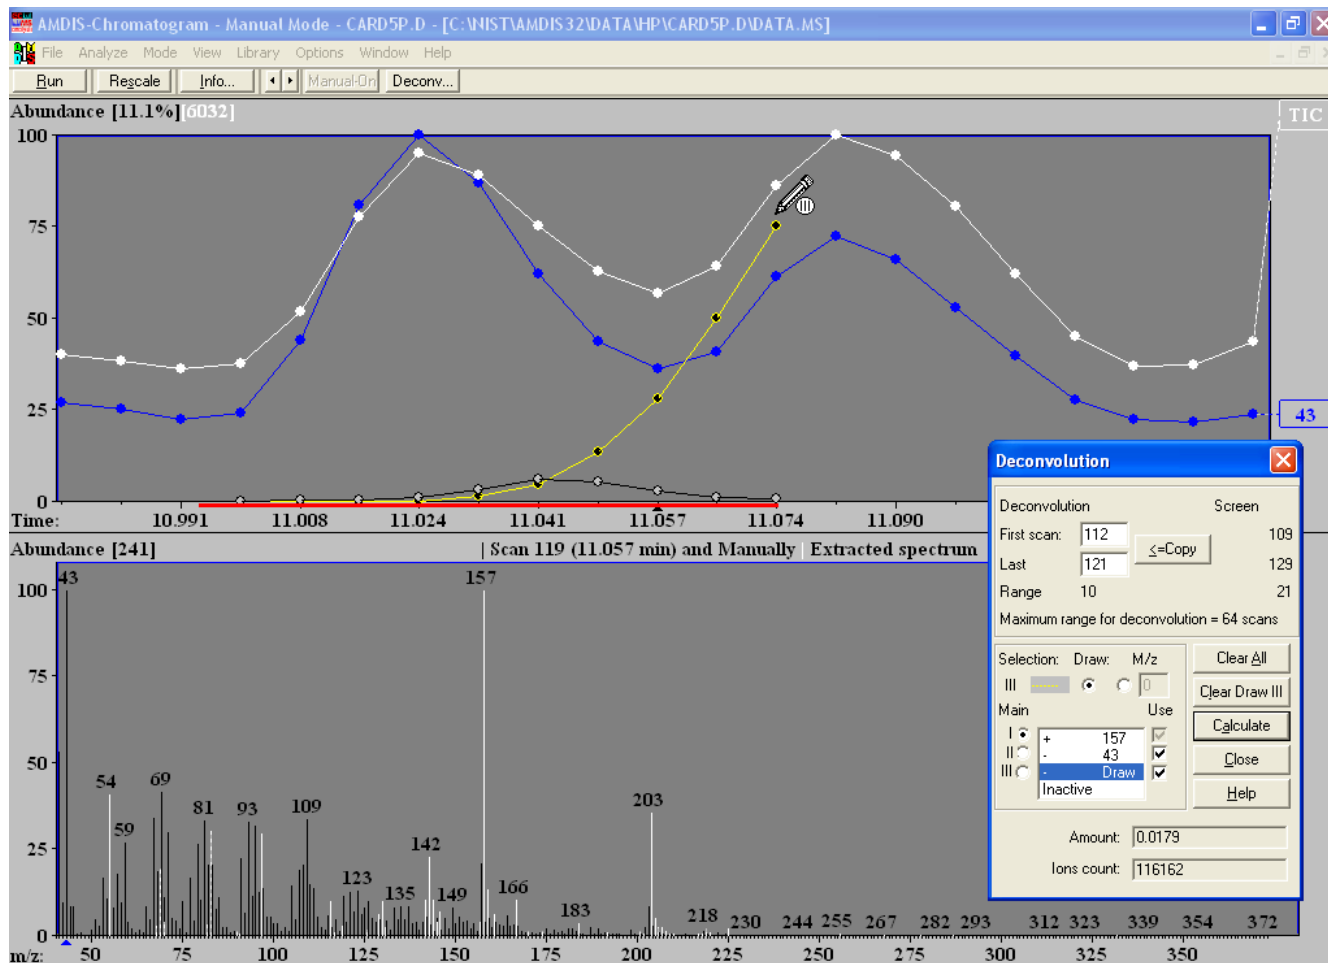 AMDIS-Chromatogram - Manual Mode - CARD5P.D - [C:\NIST\AMDIS32\DATA\HP\CARD5P.D\DATA.MS]
File Analyze Mode View Library Options Window Help
Run Rescale Info... Manual-On Deconv...
Abundance [11.1%][6032]
TIC
100
75
50
25
0
43
Time: 10.991 11.008 11.024 11.041 11.057 11.074 11.090
III
Abundance [241] | Scan 119 (11.057 min) and Manually | Extracted spectrum
100
75
50
25
0
43
157
54
59
69
81
93
109
123
135
142
149
166
183
203
218
230
244
255
267
282
293
312
323
339
354
372
m/z: 50 75 100 125 150 175 200 225 250 275 300 325 350
Deconvolution
Deconvolution Screen
First scan: 112 <=Copy 109
Last 121 129
Range 10 21
Maximum range for deconvolution = 64 scans
Selection: Draw: M/z
III 0
Main Use
I + 157
II - 43
III - Draw
Inactive
Clear All
Clear Draw III
Calculate
Close
Help
Amount: 0.0179
Ions count: 116162